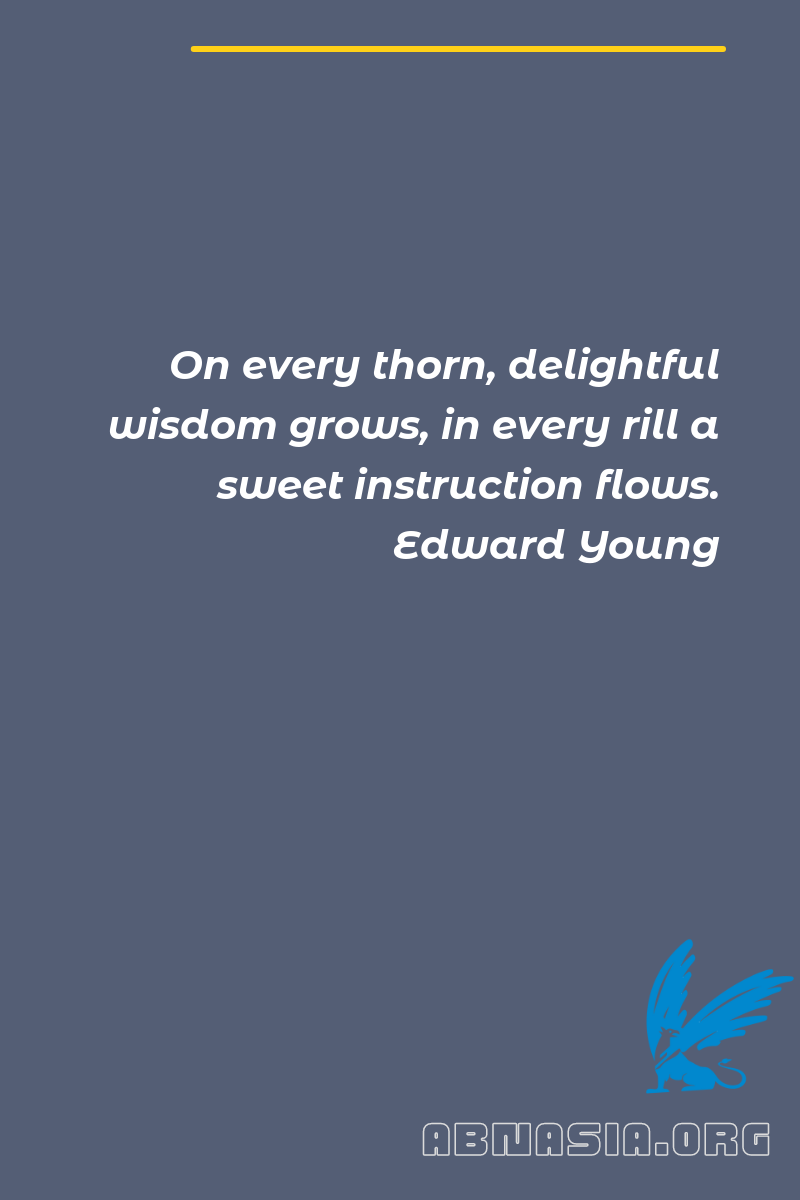 On every thorn, delightful
wisdom grows, in every rill a
sweet instruction flows.
Edward Young
ABNASIA.ORG